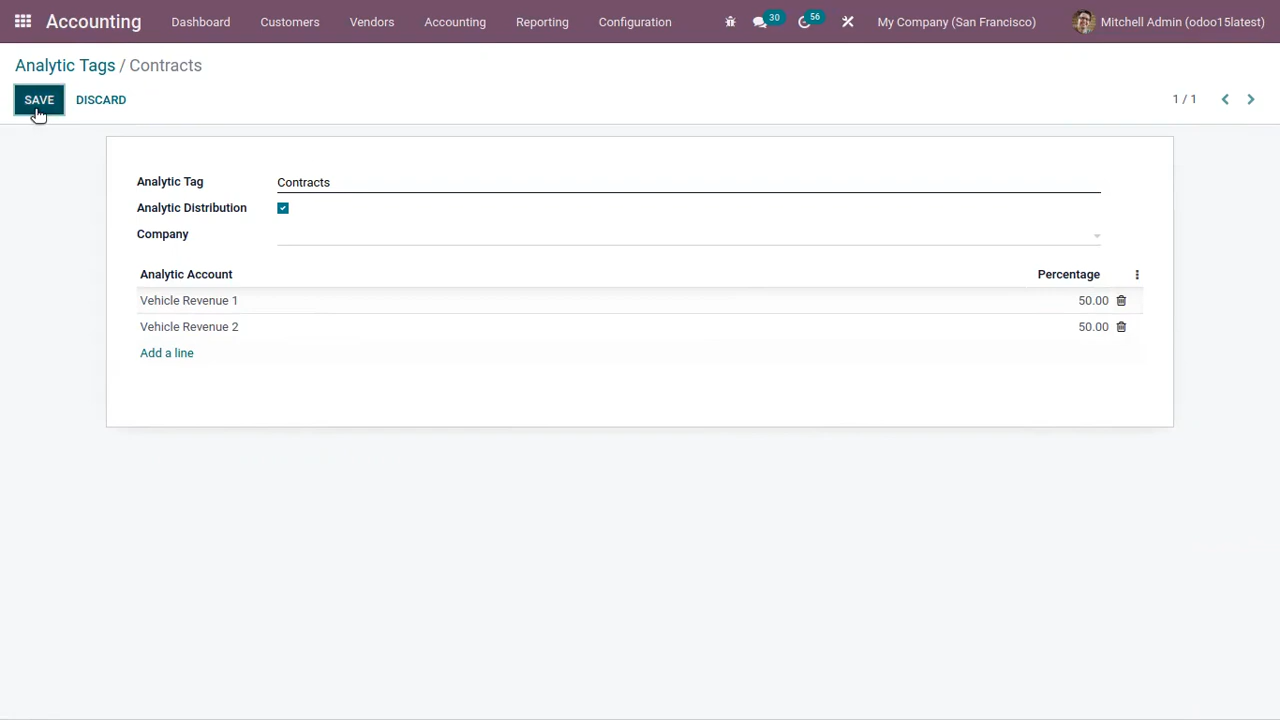 Accounting Dashboard Customers Vendors Accounting Reporting Configuration 30 56 My Company (San Francisco) Mitchell Admin (odoo15latest)
Analytic Tags / Contracts
SAVE DISCARD 1 / 1
Analytic Tag Contracts
Analytic Distribution
Company
Analytic Account Percentage
Vehicle Revenue 1 50.00
Vehicle Revenue 2 50.00
Add a line